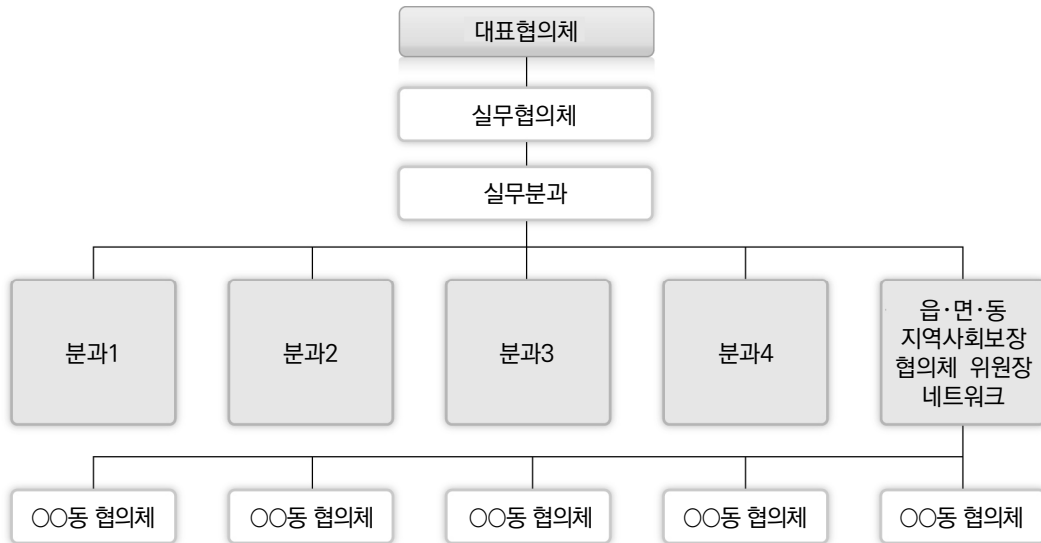 대표협의체
실무협의체
실무분과
분과1
분과2
분과3
분과4
읍·면·동
지역사회보장
협의체 위원장
네트워크
○○동 협의체
○○동 협의체
○○동 협의체
○○동 협의체
○○동 협의체